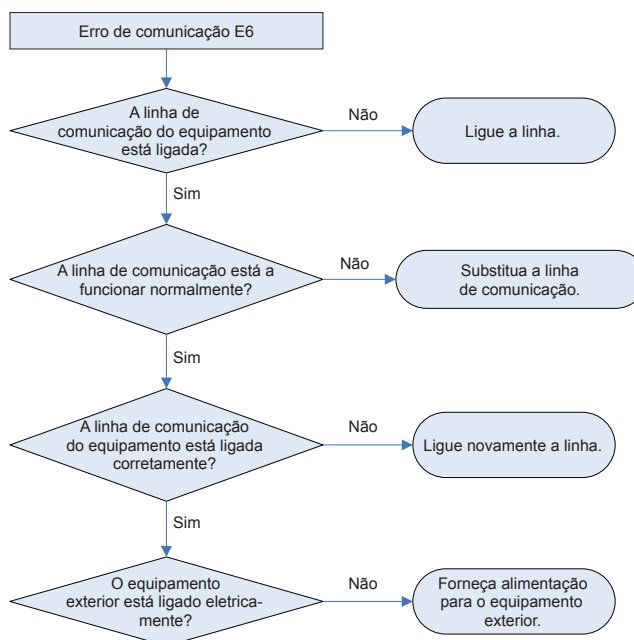 Erro de comunicação E6
A linha de
comunicação do equipamento
está ligada?
Não
Ligue a linha.
Sim
A linha de comunicação está a
funcionar normalmente?
Não
Substitua a linha
de comunicação.
Sim
A linha de comunicação
do equipamento está ligada
corretamente?
Não
Ligue novamente a linha.
Sim
O equipamento
exterior está ligado eletrica-
mente?
Não
Forneça alimentação
para o equipamento
exterior.